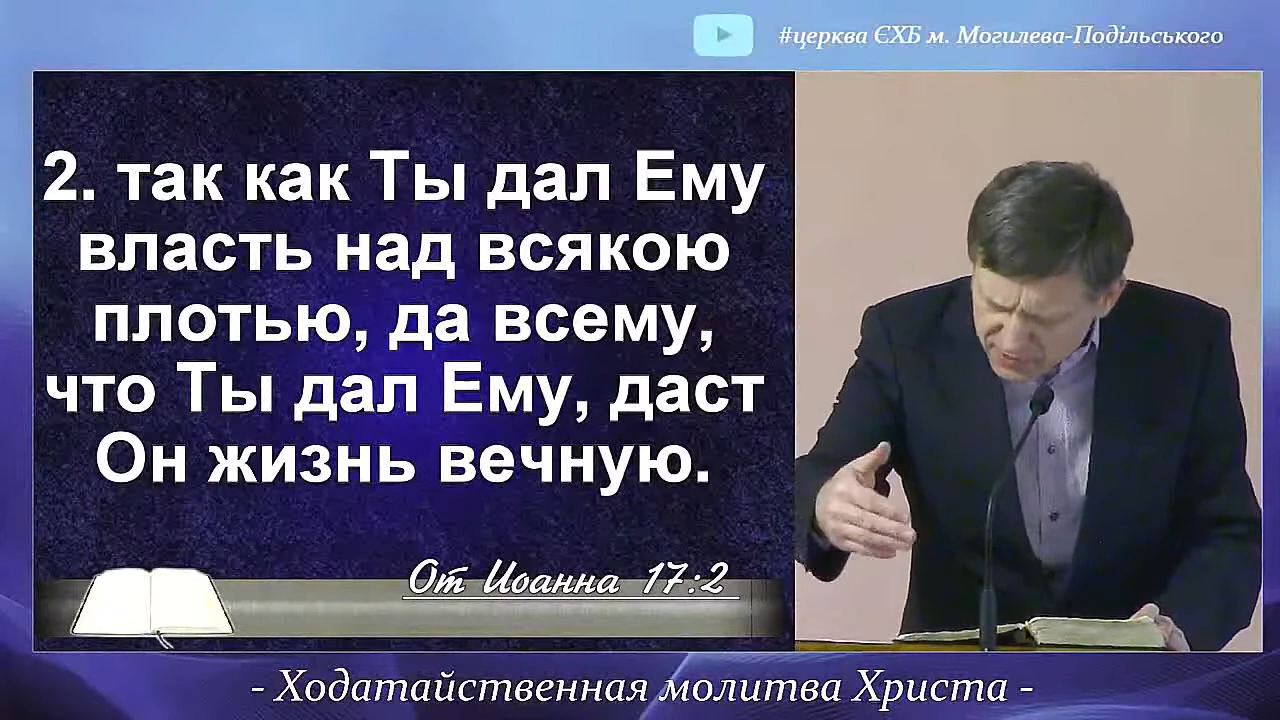 #церква ЄХБ м. Могилева-Подільського
2. так как Ты дал Ему
власть над всякою
плотью, да всему,
что Ты дал Ему, даст
Он жизнь вечную.
От Иоанна 17:2
- Ходатайственная молитва Христа -